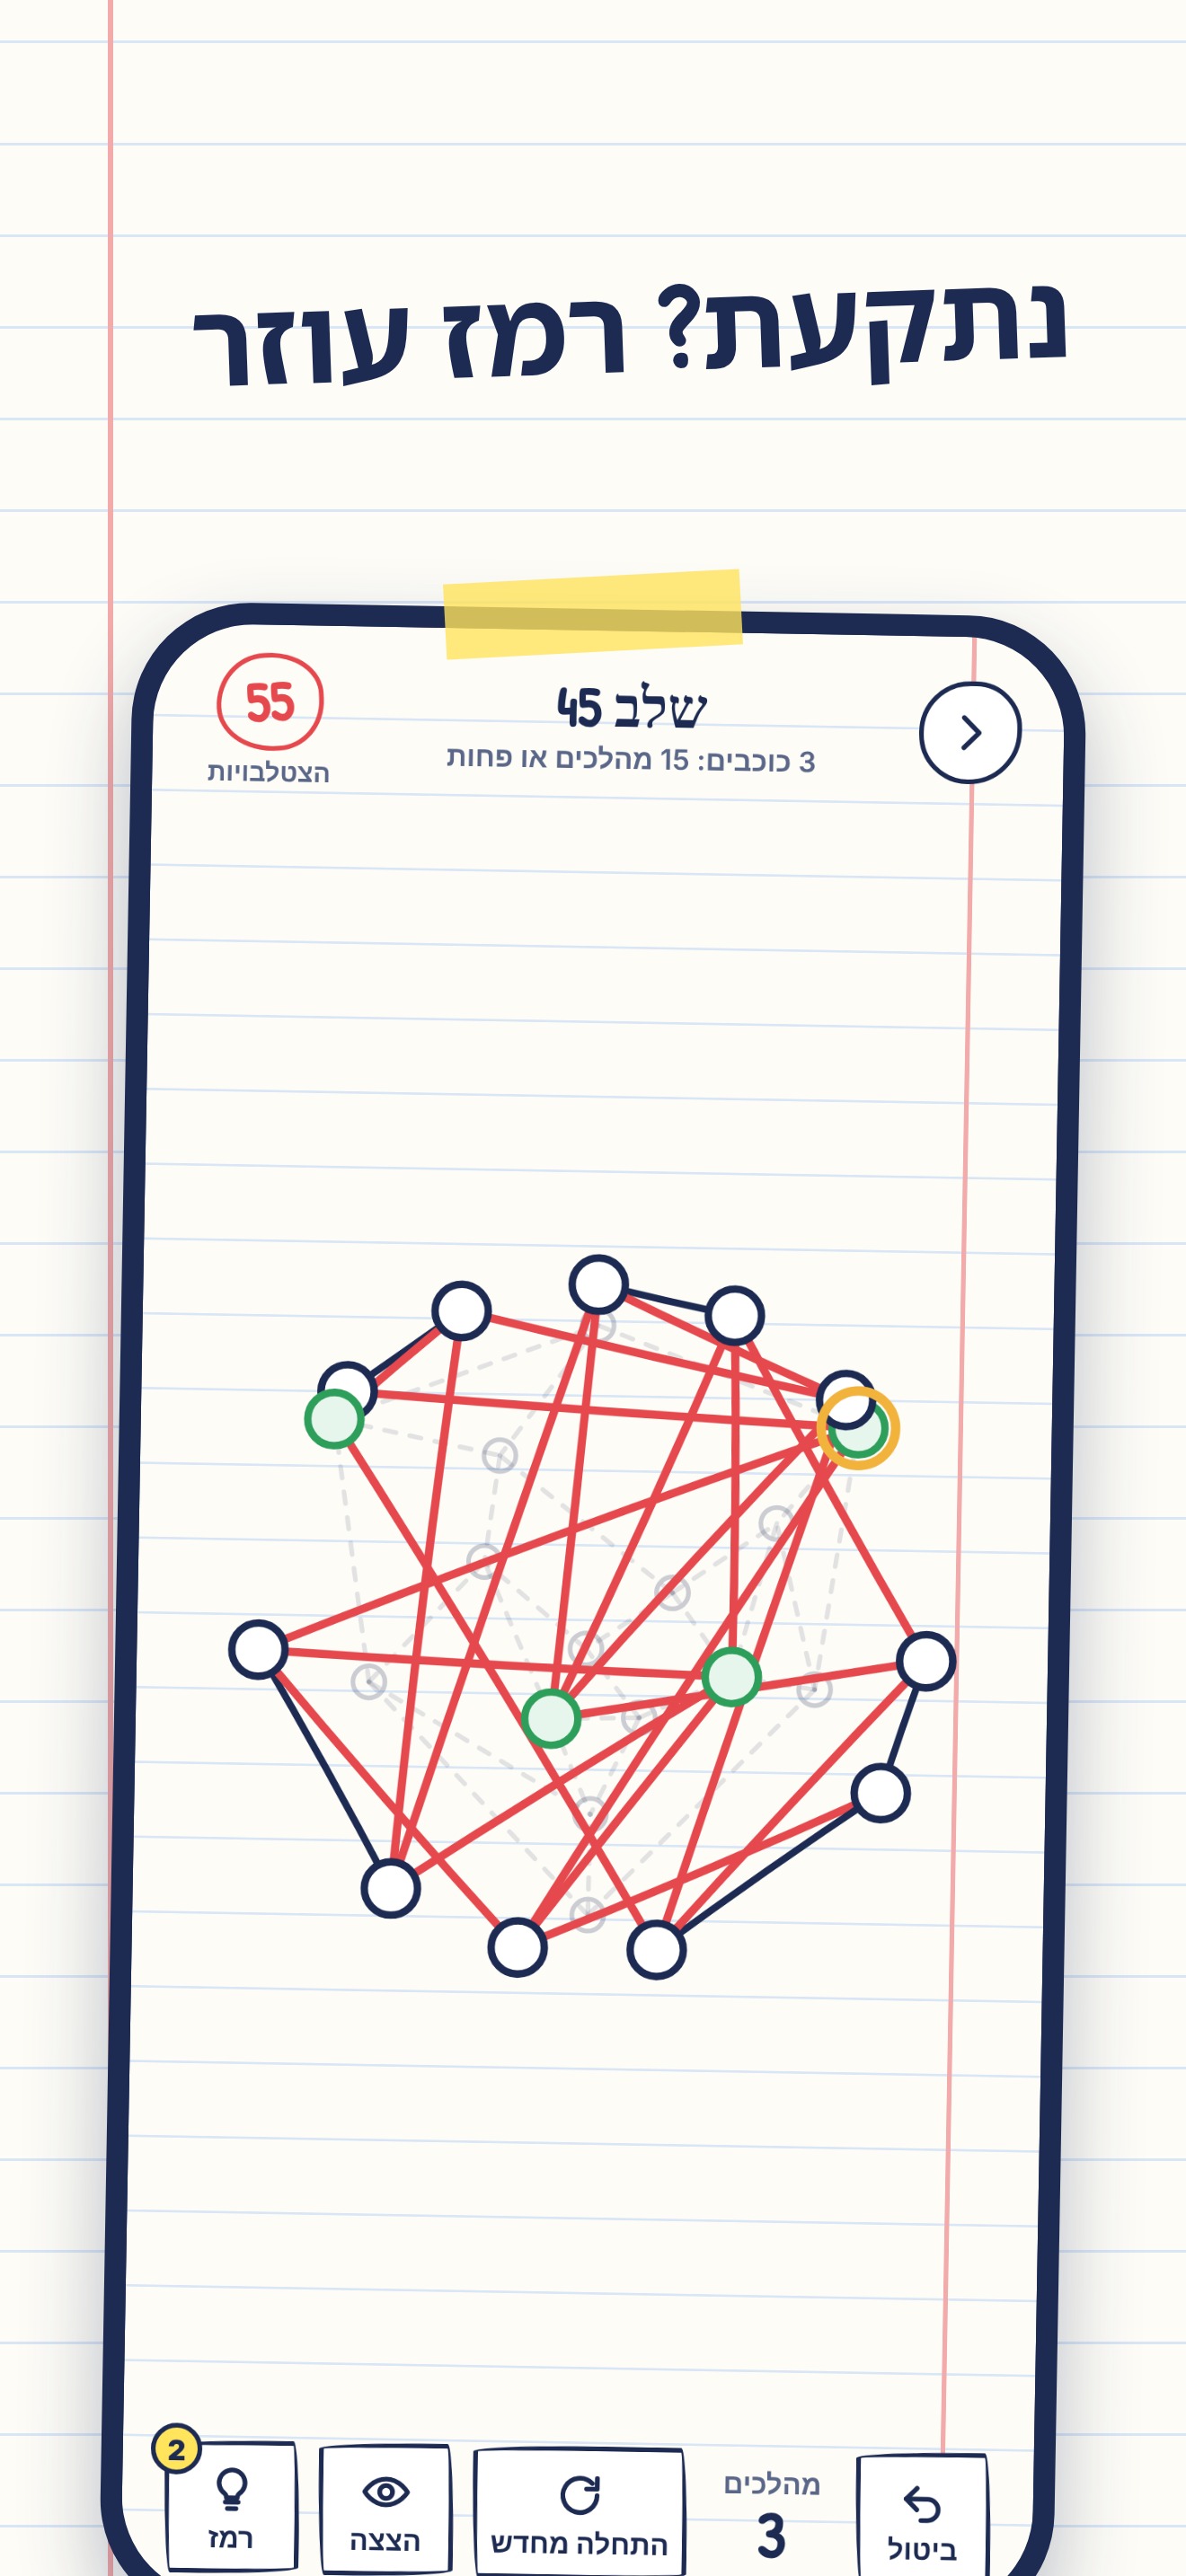 נתקעת? רמז עוזר
שלב 45
3 כוכבים: 15 מהלכים או פחות
55
הצטלבויות
ביטול
מהלכים
3
התחלה מחדש
הצצה
2
רמז